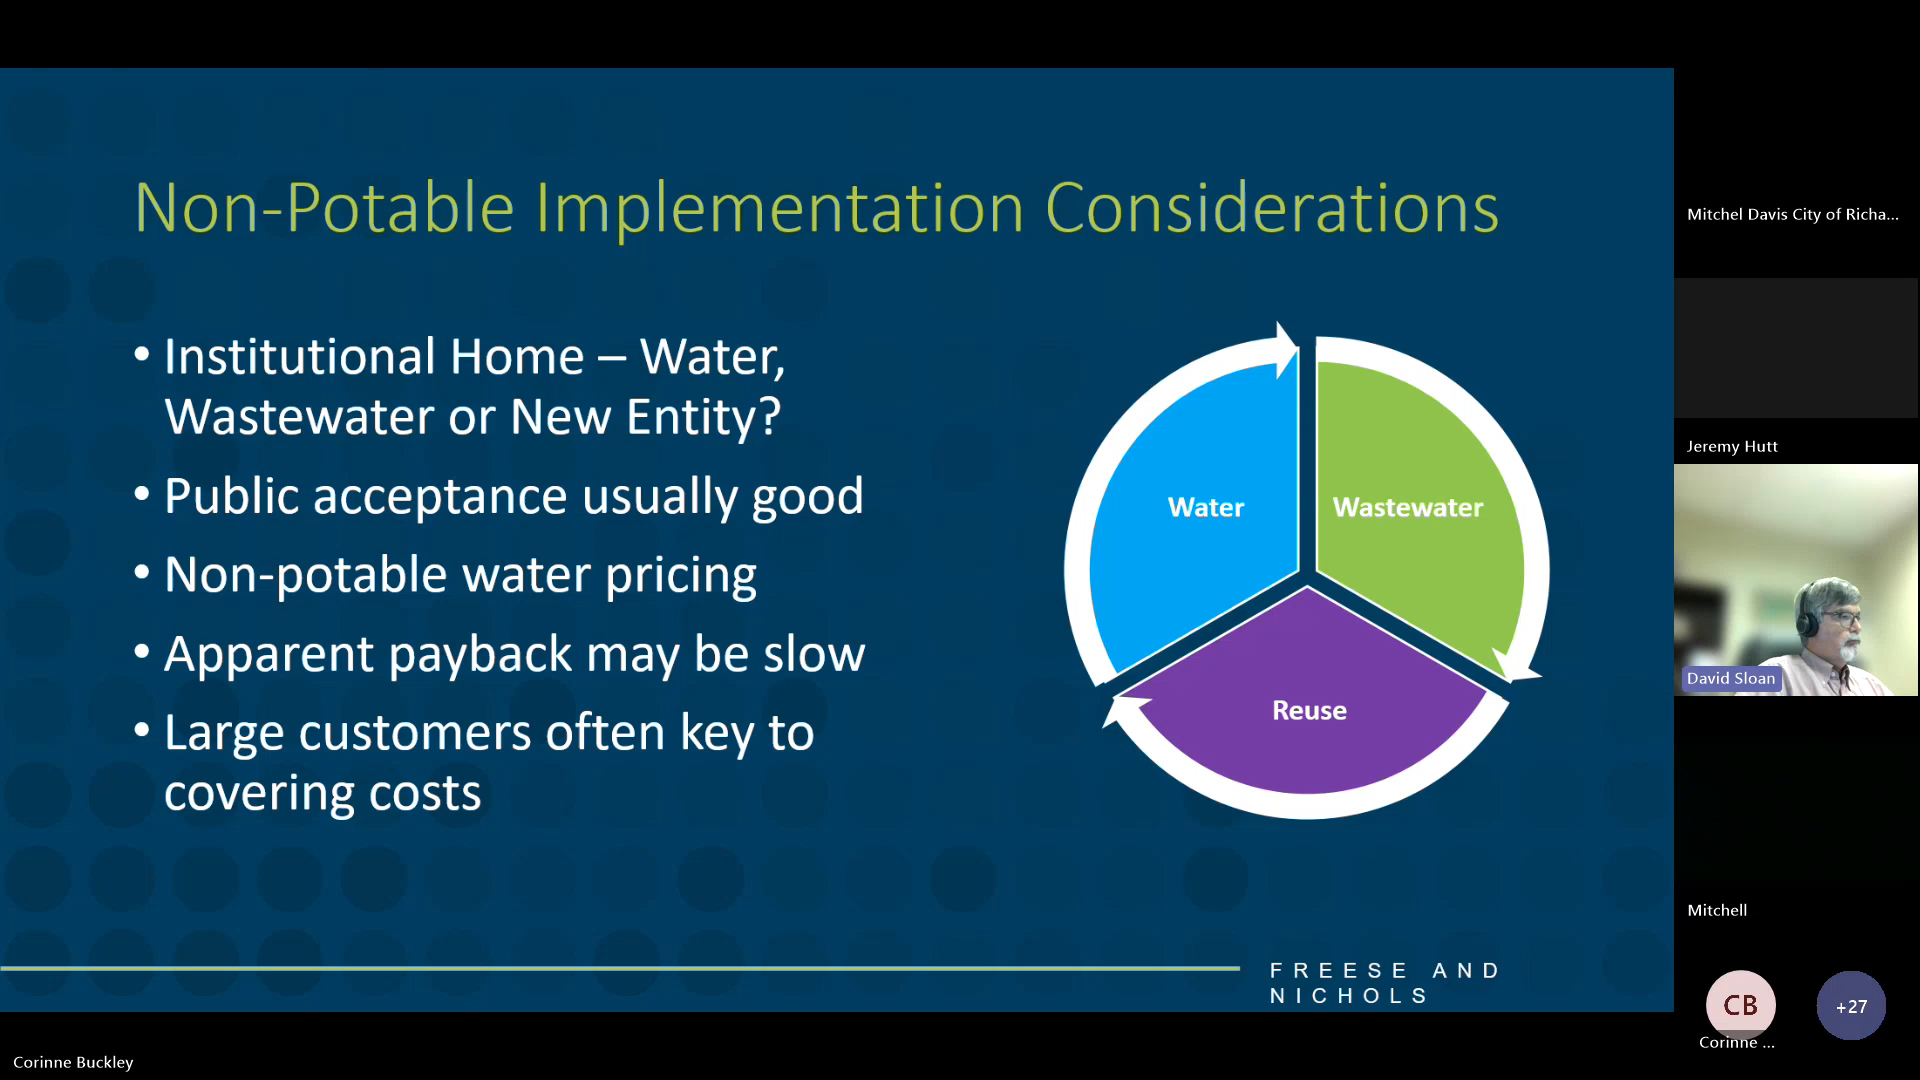 Non-Potable Implementation Considerations
• Institutional Home – Water,
Wastewater or New Entity?
• Public acceptance usually good
• Non-potable water pricing
• Apparent payback may be slow
• Large customers often key to
covering costs
Water
Wastewater
Reuse
FREESE AND
NICHOLS
Mitchel Davis City of Richa...
Jeremy Hutt
David Sloan
Mitchell
CB
+27
Corinne ...
Corinne Buckley